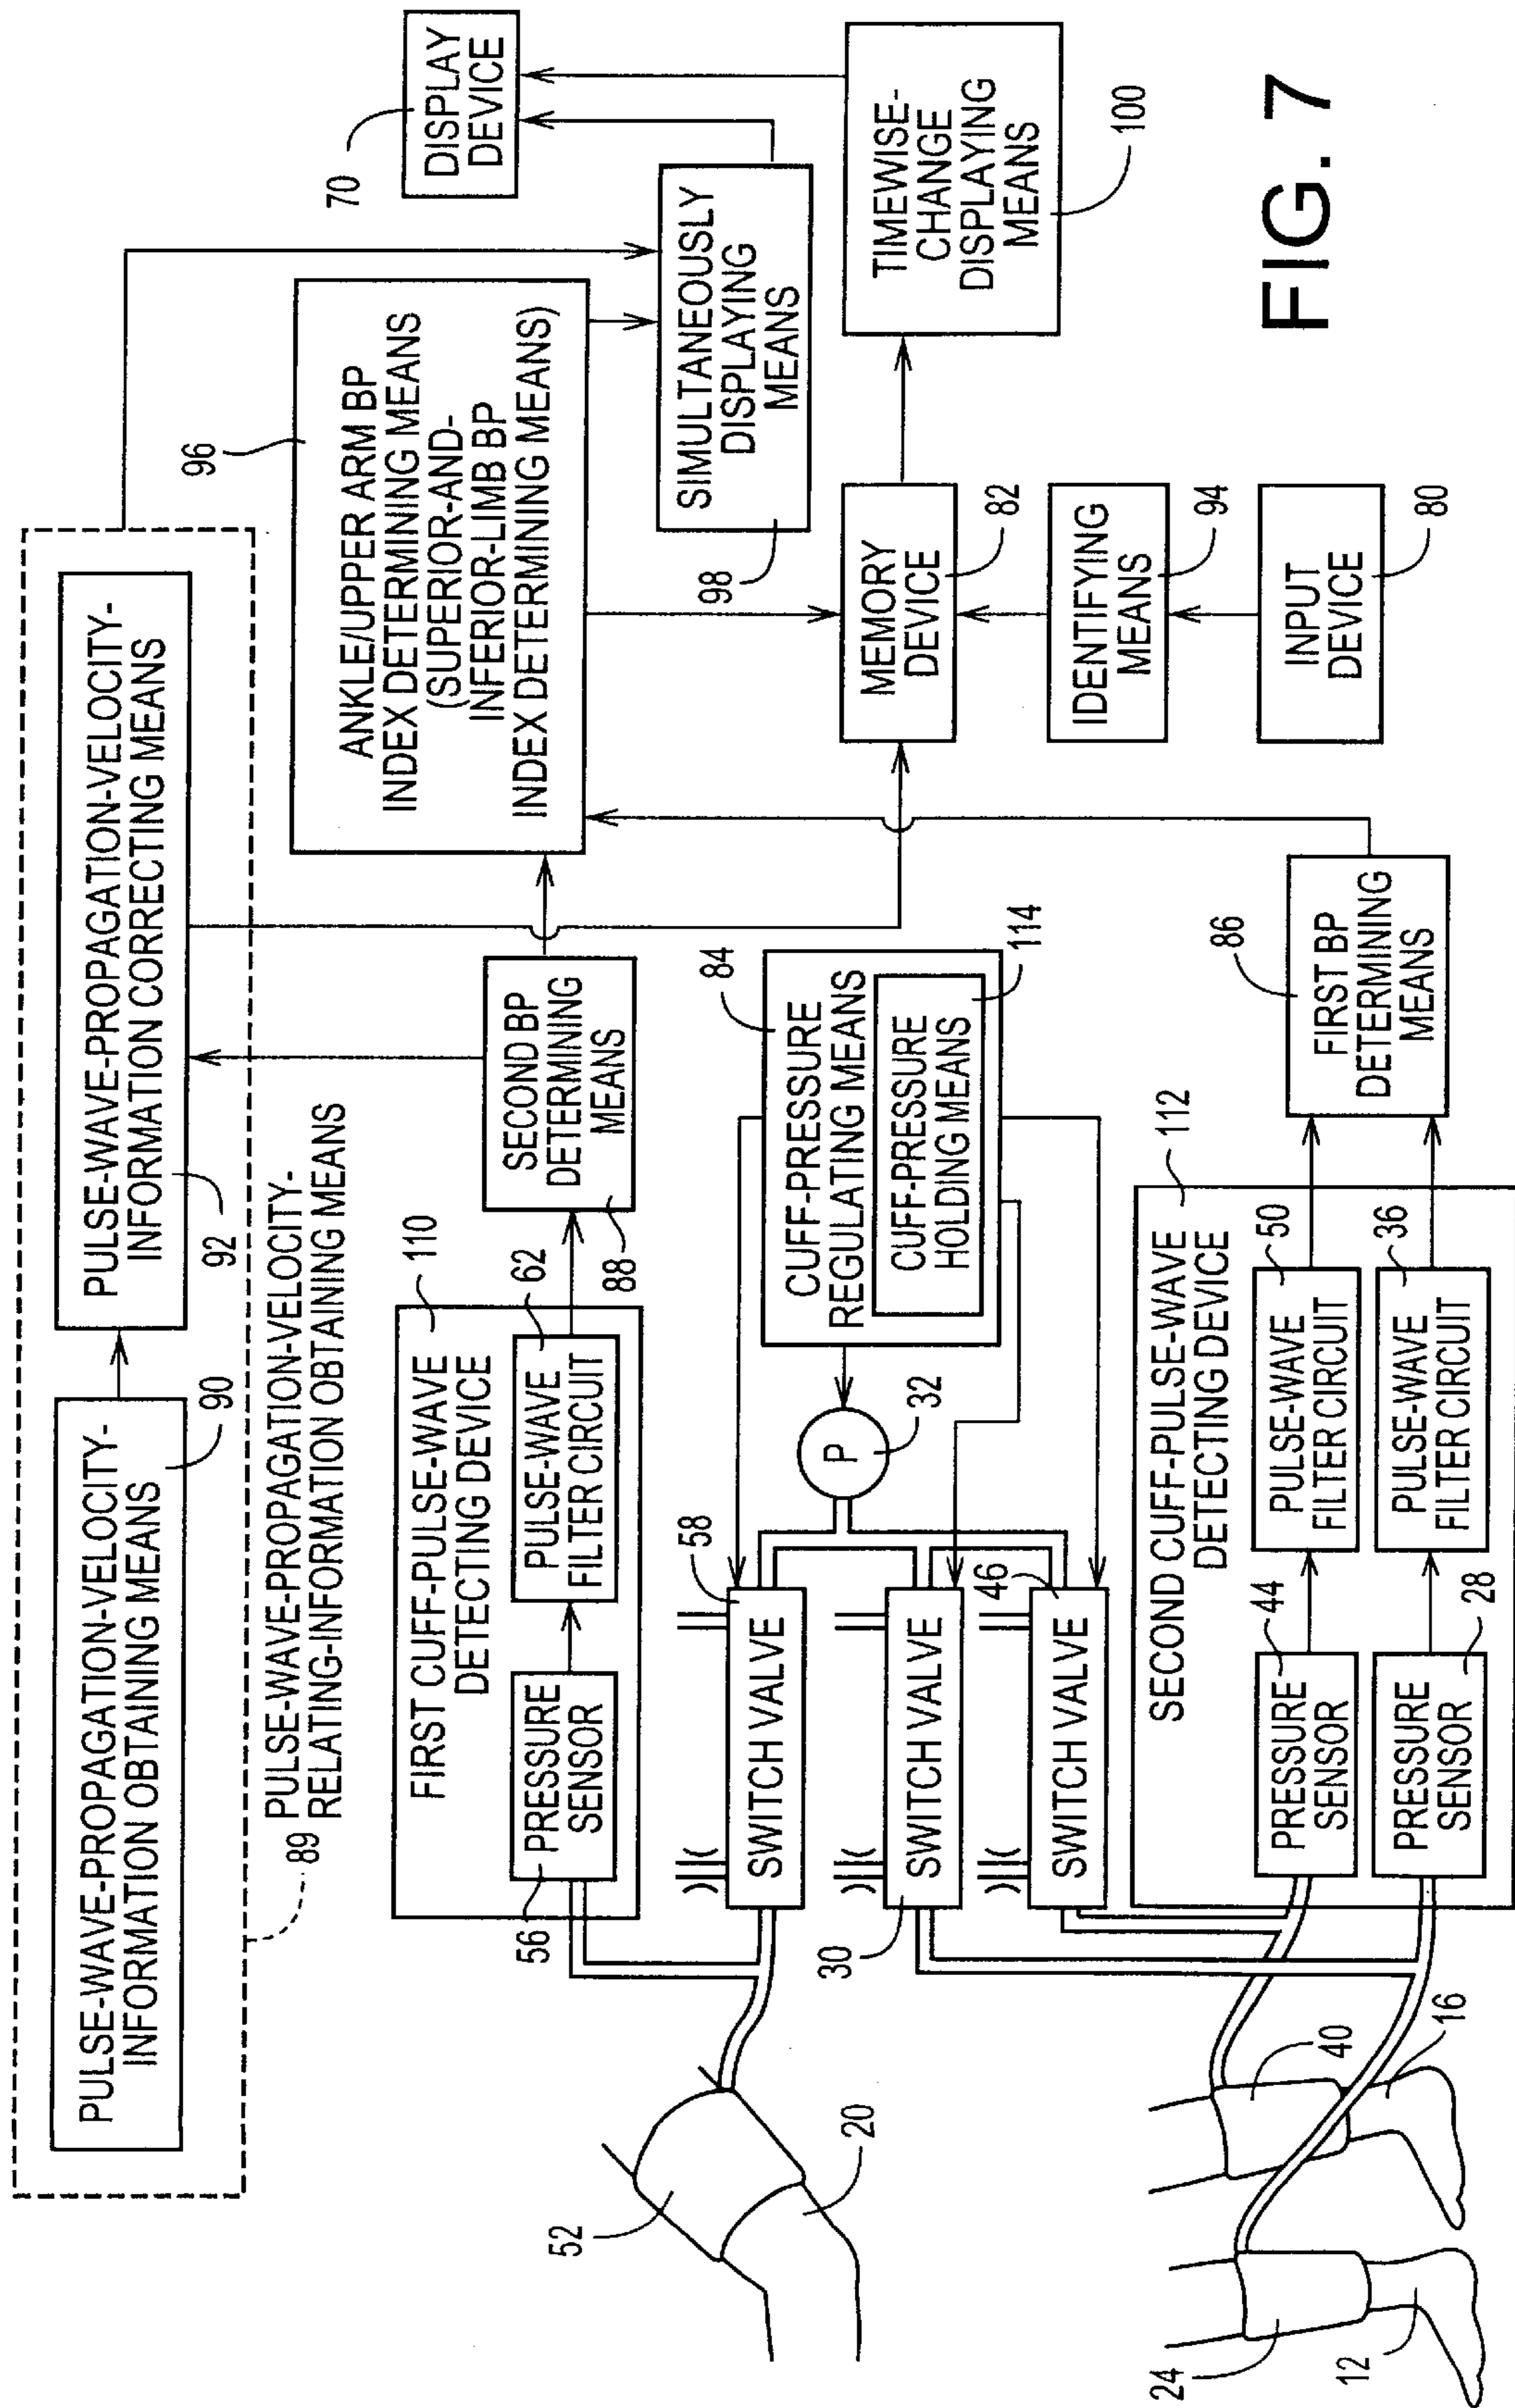 PULSE-WAVE-PROPAGATION-VELOCITY-
INFORMATION OBTAINING MEANS
90
PULSE-WAVE-PROPAGATION-VELOCITY-
INFORMATION CORRECTING MEANS
92
89
PULSE-WAVE-PROPAGATION-VELOCITY-
RELATING-INFORMATION OBTAINING MEANS
96
ANKLE/UPPER ARM BP
INDEX DETERMINING MEANS
(SUPERIOR-AND-
INFERIOR-LIMB BP
INDEX DETERMINING MEANS)
70
DISPLAY
DEVICE
FIRST CUFF-PULSE-WAVE
DETECTING DEVICE
110
PRESSURE
SENSOR
56
PULSE-WAVE
FILTER CIRCUIT
62
SECOND BP
DETERMINING
MEANS
88
SIMULTANEOUSLY
DISPLAYING
MEANS
98
52
20
SWITCH VALVE
58
SWITCH VALVE
30
SWITCH VALVE
46
P
32
CUFF-PRESSURE
REGULATING MEANS
84
CUFF-PRESSURE
HOLDING MEANS
114
MEMORY
DEVICE
82
TIMEWISE-
CHANGE
DISPLAYING
MEANS
100
IDENTIFYING
MEANS
94
INPUT
DEVICE
80
SECOND CUFF-PULSE-WAVE
DETECTING DEVICE
112
PRESSURE
SENSOR
44
PULSE-WAVE
FILTER CIRCUIT
50
PRESSURE
SENSOR
28
PULSE-WAVE
FILTER CIRCUIT
36
FIRST BP
DETERMINING
MEANS
86
24
12
40
16
FIG. 7